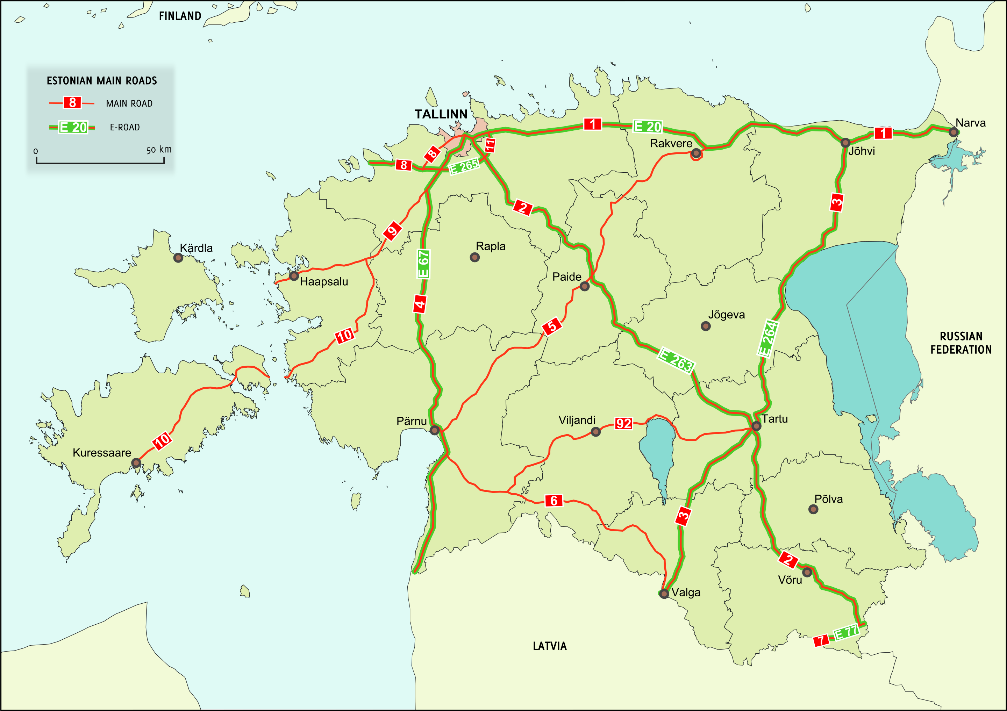 FINLAND
ESTONIAN MAIN ROADS
8 MAIN ROAD
E 20 E-ROAD
0 50 km
TALLINN
Narva
1
E 20
1
Rakvere
Jõhvi
8
8
11
E 265
3
2
9
Kärdla
Rapla
E 67
Haapsalu
Paide
4
5
Jõgeva
10
E 264
RUSSIAN
FEDERATION
E 263
Pärnu
Viljandi
92
Tartu
10
Kuressaare
6
Põlva
3
2
Võru
Valga
7
E 77
LATVIA